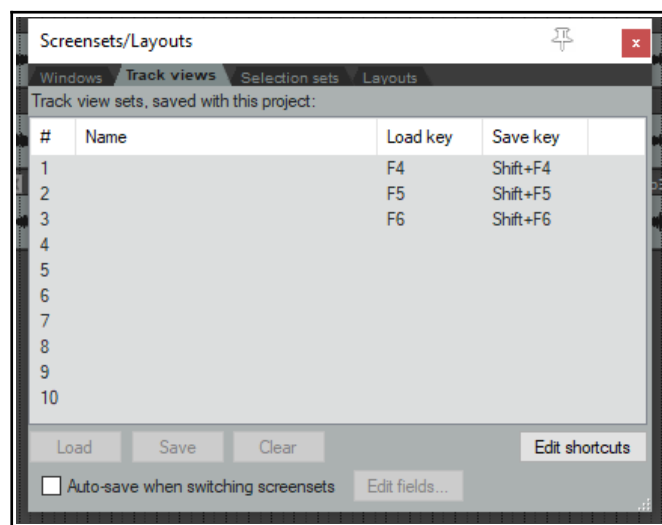 Screensets/Layouts
x
Windows Track views Selection sets Layouts
Track view sets, saved with this project:
# Name Load key Save key
1 F4 Shift+F4
2 F5 Shift+F5
3 F6 Shift+F6
4
5
6
7
8
9
10
Load Save Clear Edit shortcuts
Auto-save when switching screensets Edit fields...